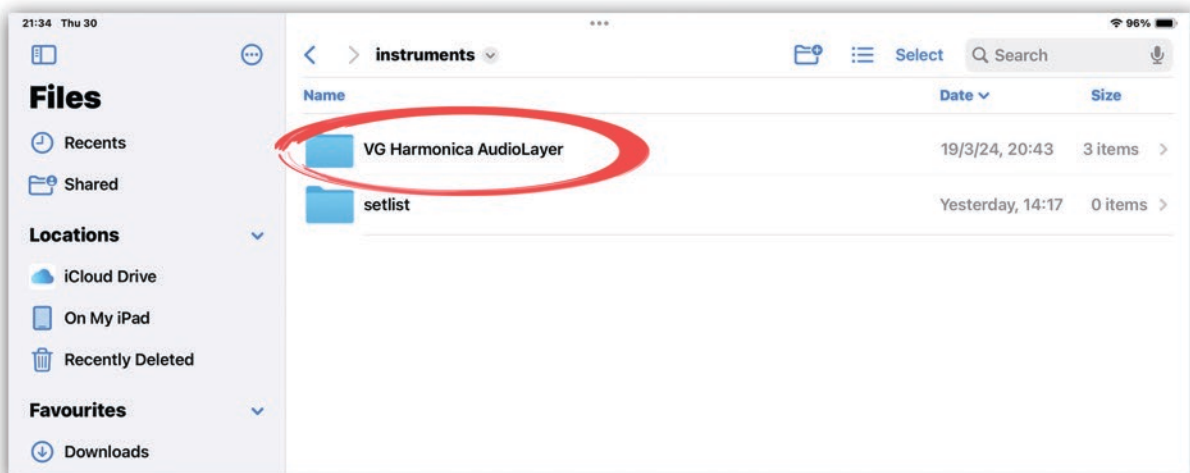 21:34 Thu 30
96%
Files
Recents
Shared
Locations
iCloud Drive
On My iPad
Recently Deleted
Favourites
Downloads
instruments
Select
Search
Name Date Size
VG Harmonica AudioLayer 19/3/24, 20:43 3 items
setlist Yesterday, 14:17 0 items